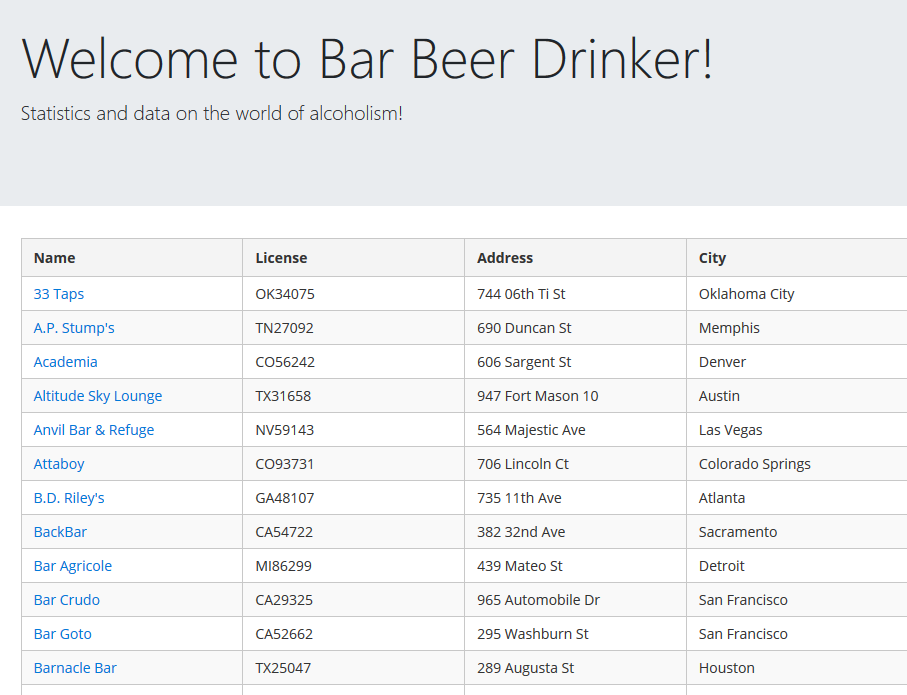 Welcome to Bar Beer Drinker!
Statistics and data on the world of alcoholism!
Name License Address City
33 Taps OK34075 744 06th Ti St Oklahoma City
A.P. Stump's TN27092 690 Duncan St Memphis
Academia CO56242 606 Sargent St Denver
Altitude Sky Lounge TX31658 947 Fort Mason 10 Austin
Anvil Bar & Refuge NV59143 564 Majestic Ave Las Vegas
Attaboy CO93731 706 Lincoln Ct Colorado Springs
B.D. Riley's GA48107 735 11th Ave Atlanta
BackBar CA54722 382 32nd Ave Sacramento
Bar Agricole MI86299 439 Mateo St Detroit
Bar Crudo CA29325 965 Automobile Dr San Francisco
Bar Goto CA52662 295 Washburn St San Francisco
Barnacle Bar TX25047 289 Augusta St Houston